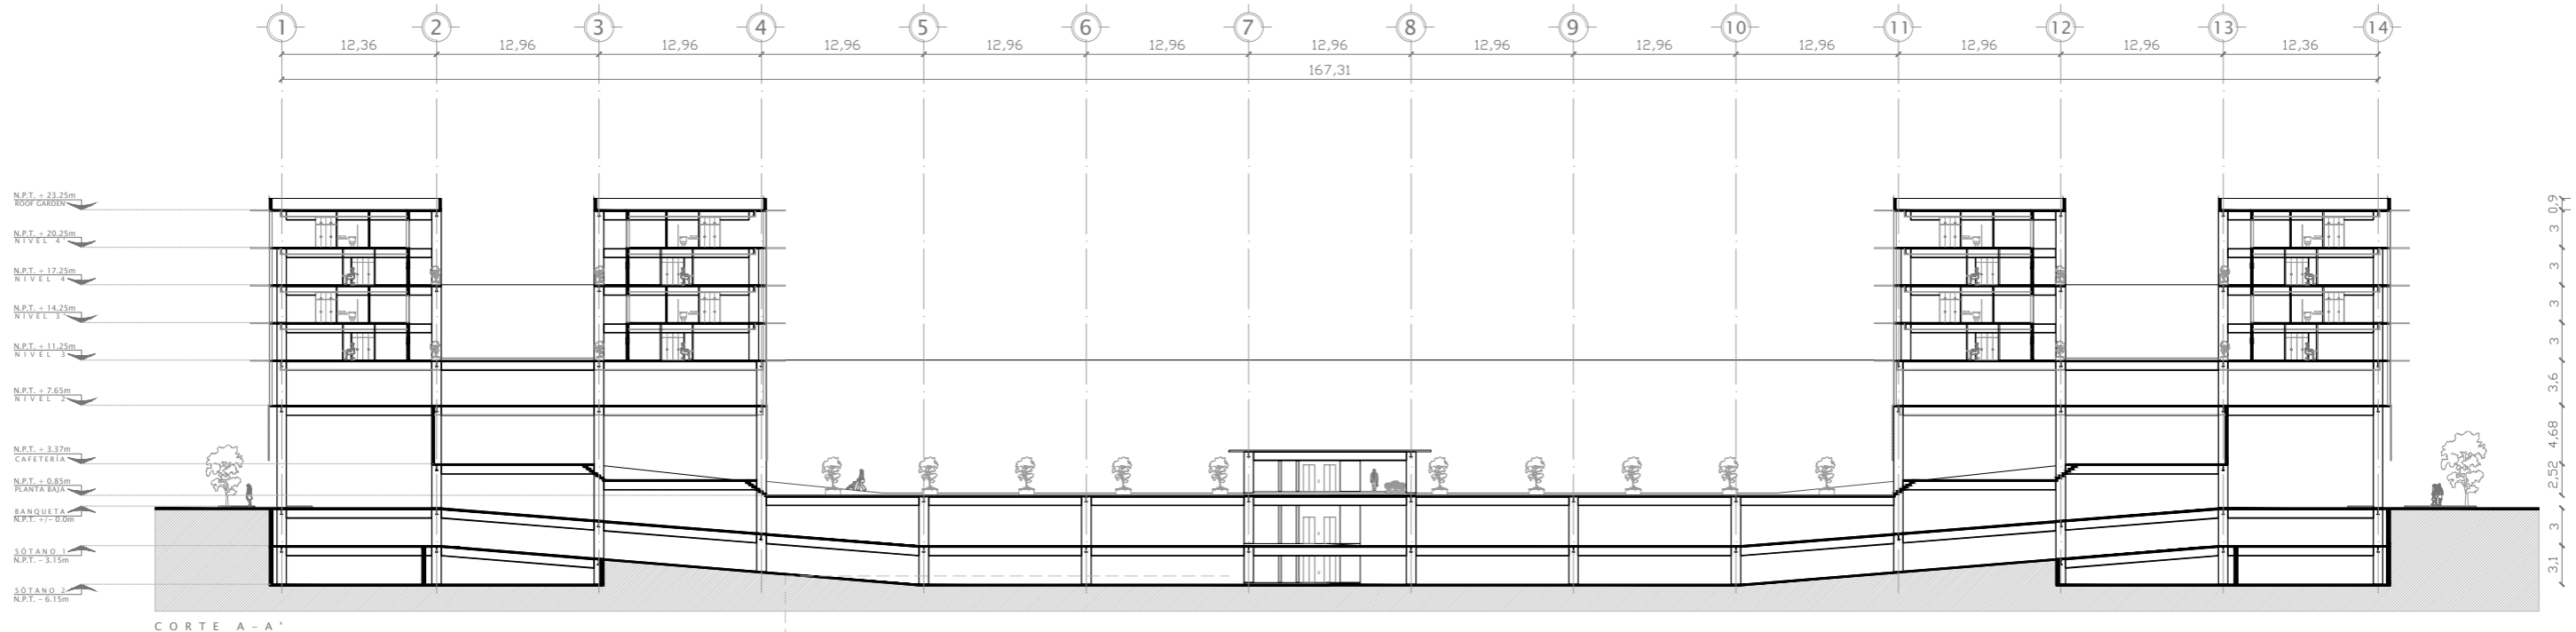 1 2 3 4 5 6 7 8 9 10 11 12 13 14
12,36 12,96 12,96 12,96 12,96 12,96 12,96 12,96 12,96 12,96 12,96 12,96 12,36
167,31
N.P.T. + 23.25m
ROOF GARDEN
N.P.T. + 20.25m
NIVEL 4'
N.P.T. + 17.25m
NIVEL 4
N.P.T. + 14.25m
NIVEL 3'
N.P.T. + 11.25m
NIVEL 3
N.P.T. + 7.65m
NIVEL 2
N.P.T. + 3.37m
CAFETERÍA
N.P.T. + 0.85m
PLANTA BAJA
BANQUETA
N.P.T. +/- 0.0m
SÓTANO 1
N.P.T. - 3.15m
SÓTANO 2
N.P.T. - 6.15m
0,9
3
3
3
3
3,6
4,68
2,52
3
3,1
CORTE A-A'